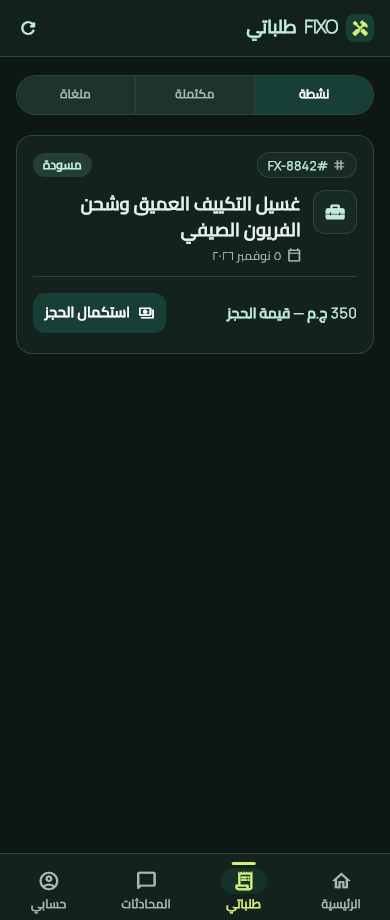 FIXO طلباتي
نشطة
مكتملة
ملغاة
# FX-8842#
مسودة
غسيل التكييف العميق وشحن
الفريون الصيفي
٥ نوفمبر ٢٠٢٦
350 ج.م – قيمة الحجز
استكمال الحجز
الرئيسية
طلباتي
المحادثات
حسابي